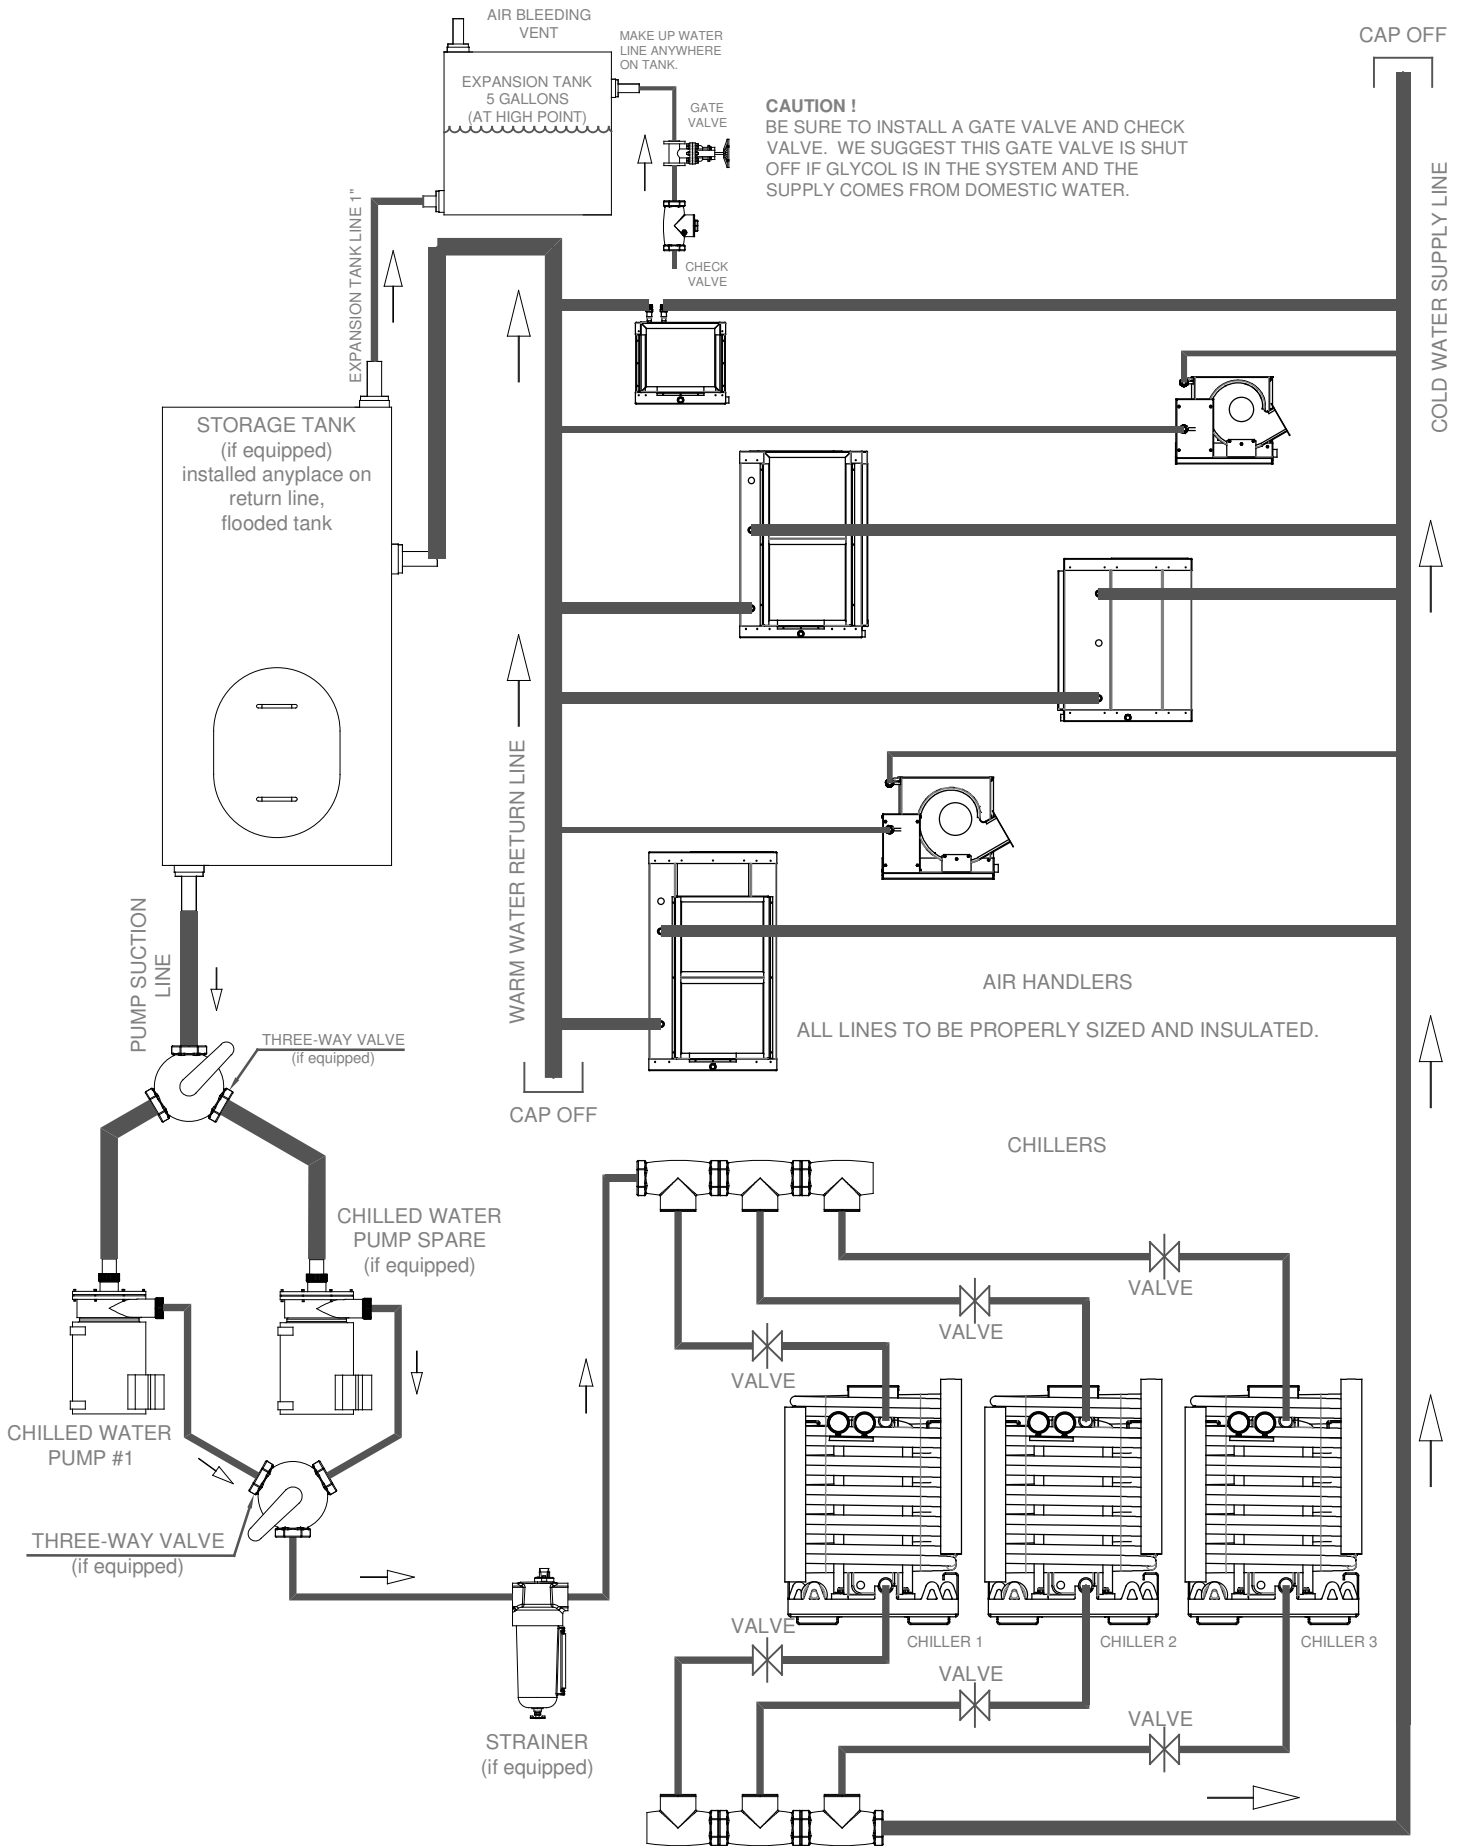 AIR BLEEDING
VENT
MAKE UP WATER
LINE ANYWHERE
ON TANK.
CAP OFF
EXPANSION TANK
5 GALLONS
(AT HIGH POINT)
GATE
VALVE
CAUTION !
BE SURE TO INSTALL A GATE VALVE AND CHECK
VALVE. WE SUGGEST THIS GATE VALVE IS SHUT
OFF IF GLYCOL IS IN THE SYSTEM AND THE
SUPPLY COMES FROM DOMESTIC WATER.
EXPANSION TANK LINE 1"
CHECK
VALVE
COLD WATER SUPPLY LINE
STORAGE TANK
(if equipped)
installed anyplace on
return line,
flooded tank
WARM WATER RETURN LINE
PUMP SUCTION
LINE
AIR HANDLERS
ALL LINES TO BE PROPERLY SIZED AND INSULATED.
THREE-WAY VALVE
(if equipped)
CAP OFF
CHILLERS
CHILLED WATER
PUMP SPARE
(if equipped)
VALVE
VALVE
VALVE
CHILLED WATER
PUMP #1
THREE-WAY VALVE
(if equipped)
VALVE
CHILLER 1
CHILLER 2
CHILLER 3
VALVE
VALVE
STRAINER
(if equipped)